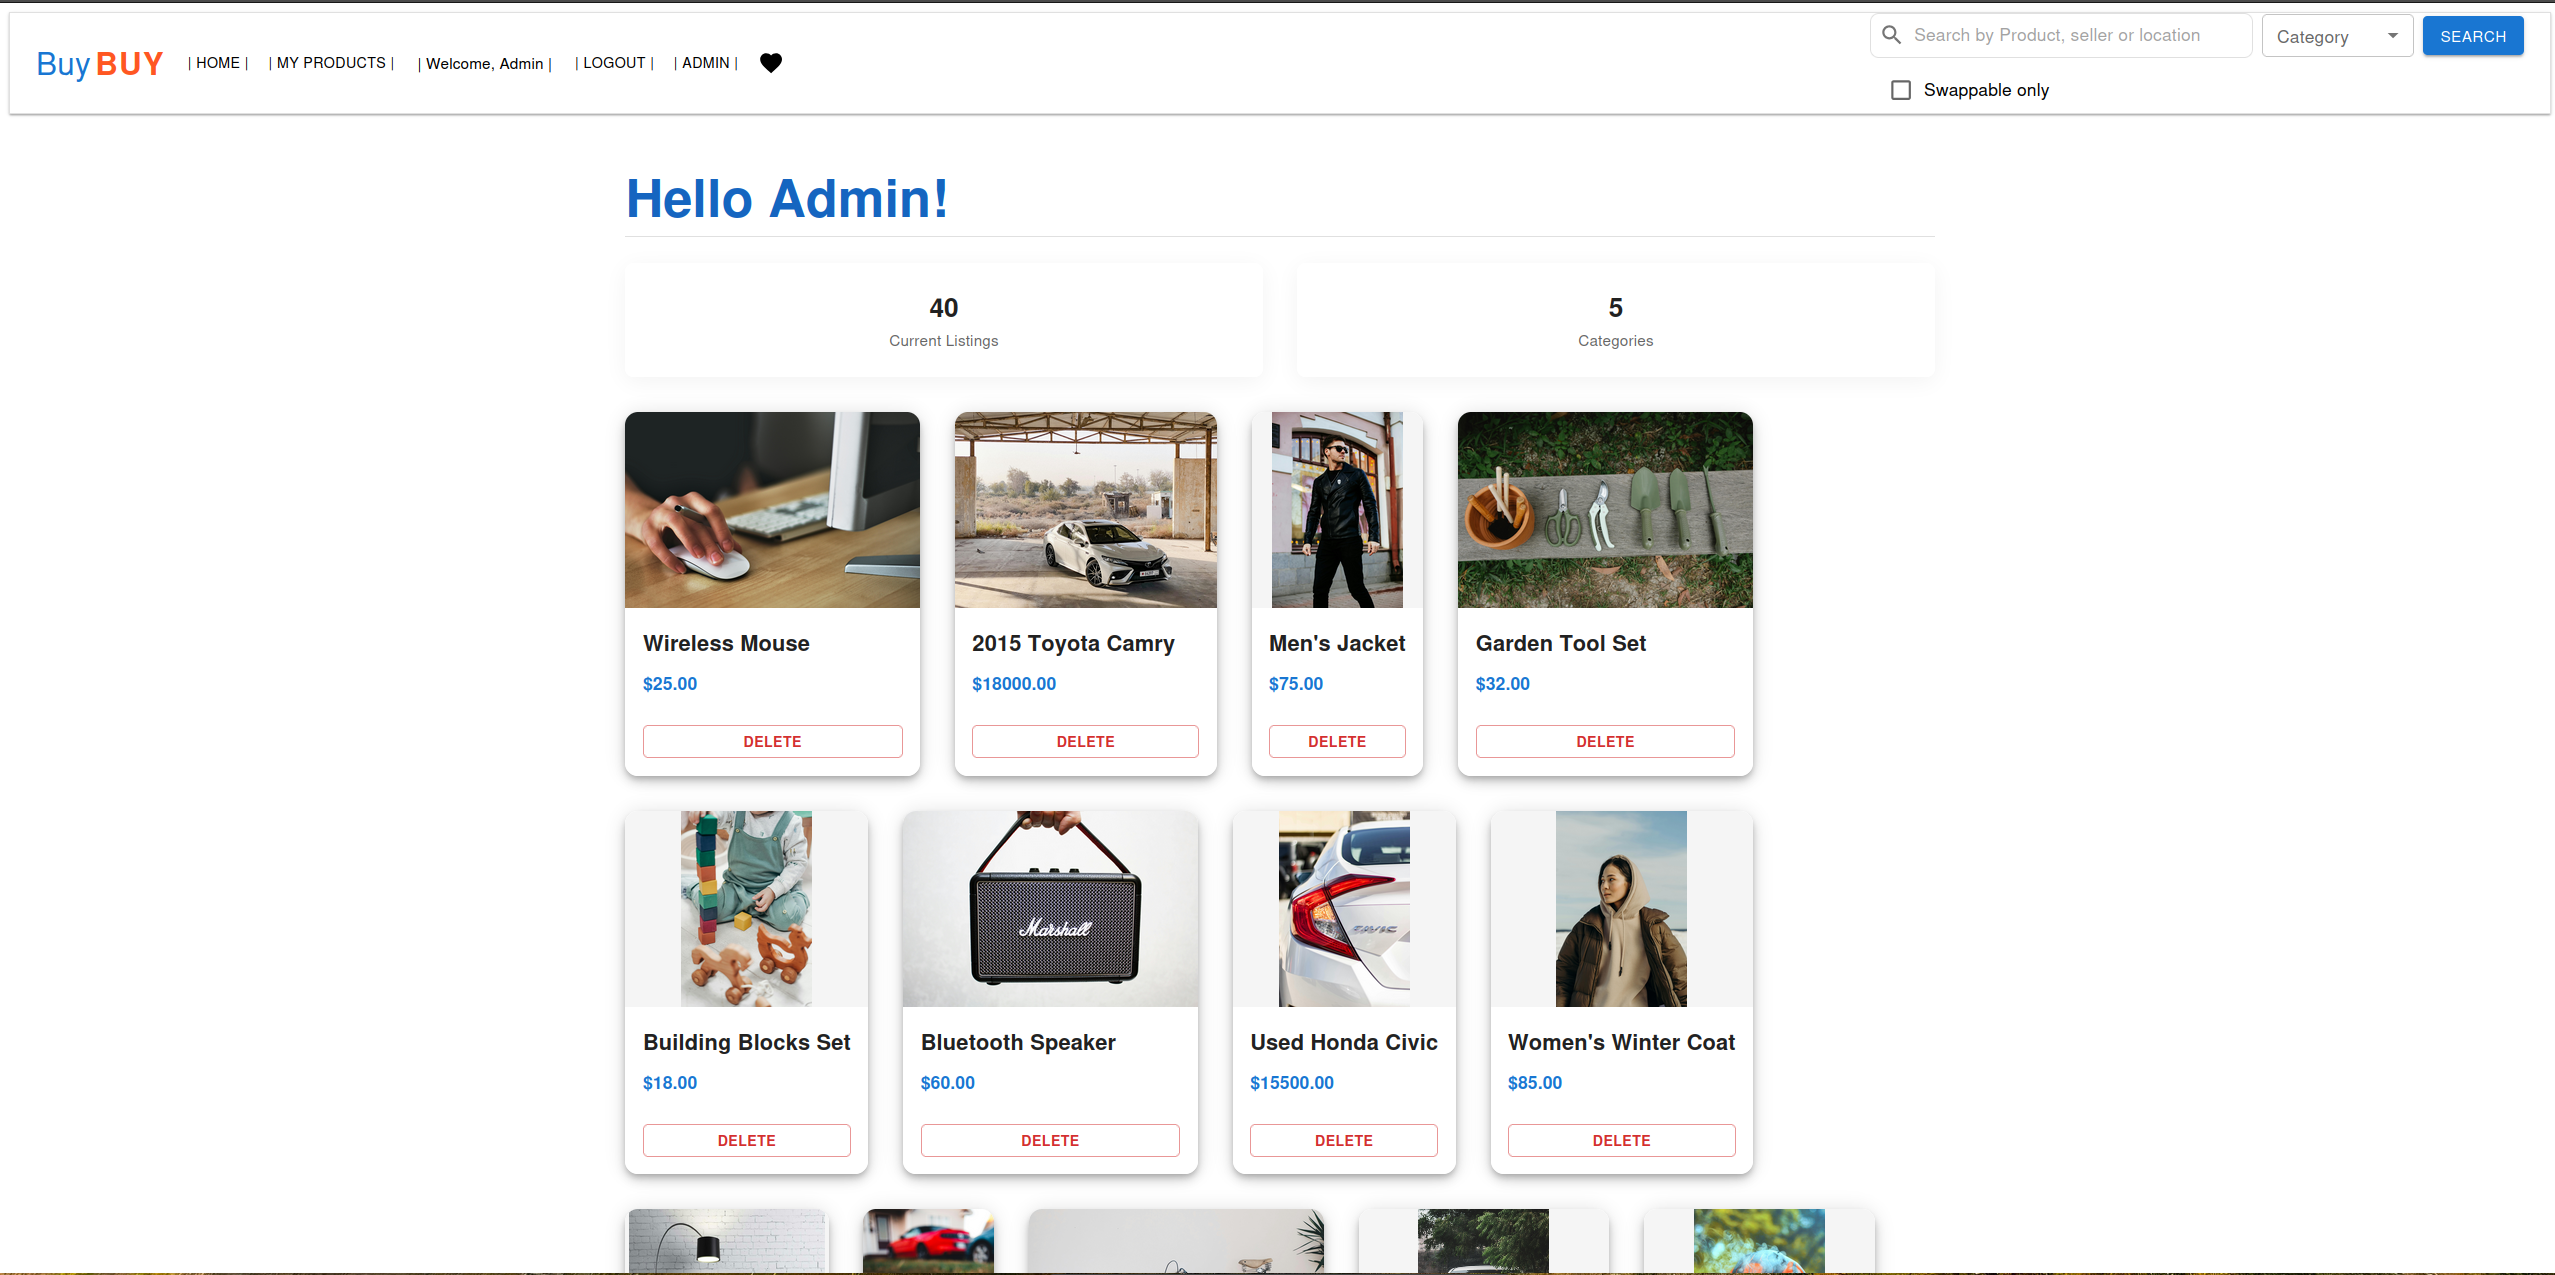 Buy BUY | HOME | | MY PRODUCTS | | Welcome, Admin | | LOGOUT | | ADMIN |
Search by Product, seller or location Category SEARCH
Swappable only
Hello Admin!
40
Current Listings
5
Categories
Wireless Mouse
$25.00
DELETE
2015 Toyota Camry
$18000.00
DELETE
Men's Jacket
$75.00
DELETE
Garden Tool Set
$32.00
DELETE
Building Blocks Set
$18.00
DELETE
Marshall
Bluetooth Speaker
$60.00
DELETE
CIVIC
Used Honda Civic
$15500.00
DELETE
Women's Winter Coat
$85.00
DELETE